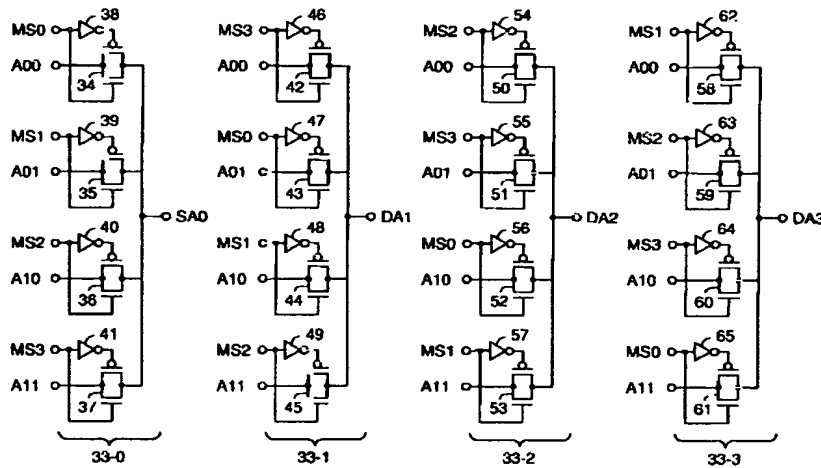 38 46 54 62
MS0 MS3 MS2 MS1
A00 A00 A00 A00
34 42 50 58
39 47 55 63
MS1 MS0 MS3 MS2
A01 A01 A01 A01
35 43 51 59
SA0 DA1 DA2 DA3
40 48 56 64
MS2 MS1 MS0 MS3
A10 A10 A10 A10
36 44 52 60
41 49 57 65
MS3 MS2 MS1 MS0
A11 A11 A11 A11
37 45 53 61
33-0 33-1 33-2 33-3